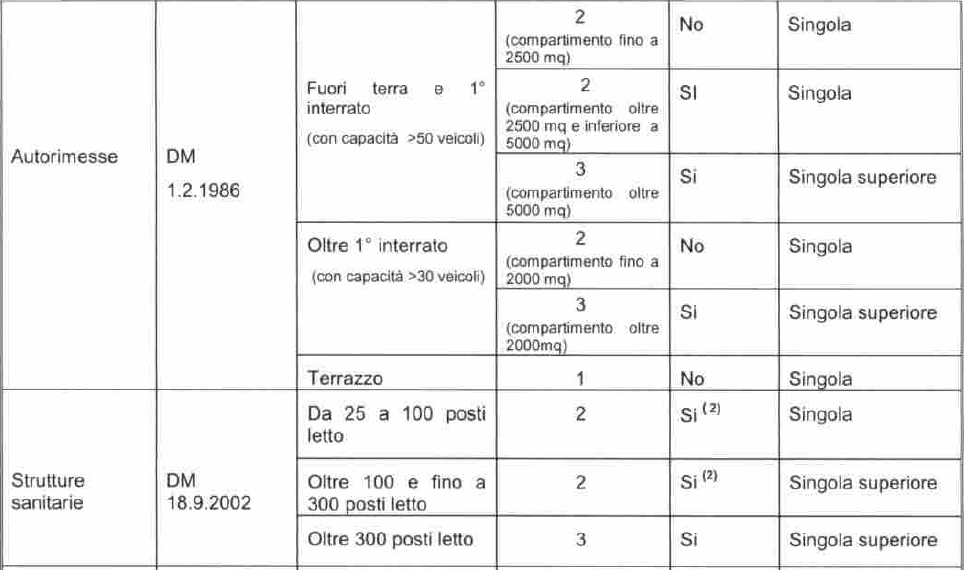 2
(compartimento fino a
2500 mq)
No
Singola
Fuori terra e 1°
interrato
(con capacità >50 veicoli)
2
(compartimento oltre
2500 mq e inferiore a
5000 mq)
SI
Singola
Autorimesse
DM
1.2.1986
3
(compartimento oltre
5000 mq)
Si
Singola superiore
Oltre 1° interrato
(con capacità >30 veicoli)
2
(compartimento fino a
2000 mq)
No
Singola
3
(compartimento oltre
2000mq)
Si
Singola superiore
Terrazzo
1
No
Singola
Da 25 a 100 posti
letto
2
Si (2)
Singola
Strutture
sanitarie
DM
18.9.2002
Oltre 100 e fino a
300 posti letto
2
Si (2)
Singola superiore
Oltre 300 posti letto
3
Si
Singola superiore